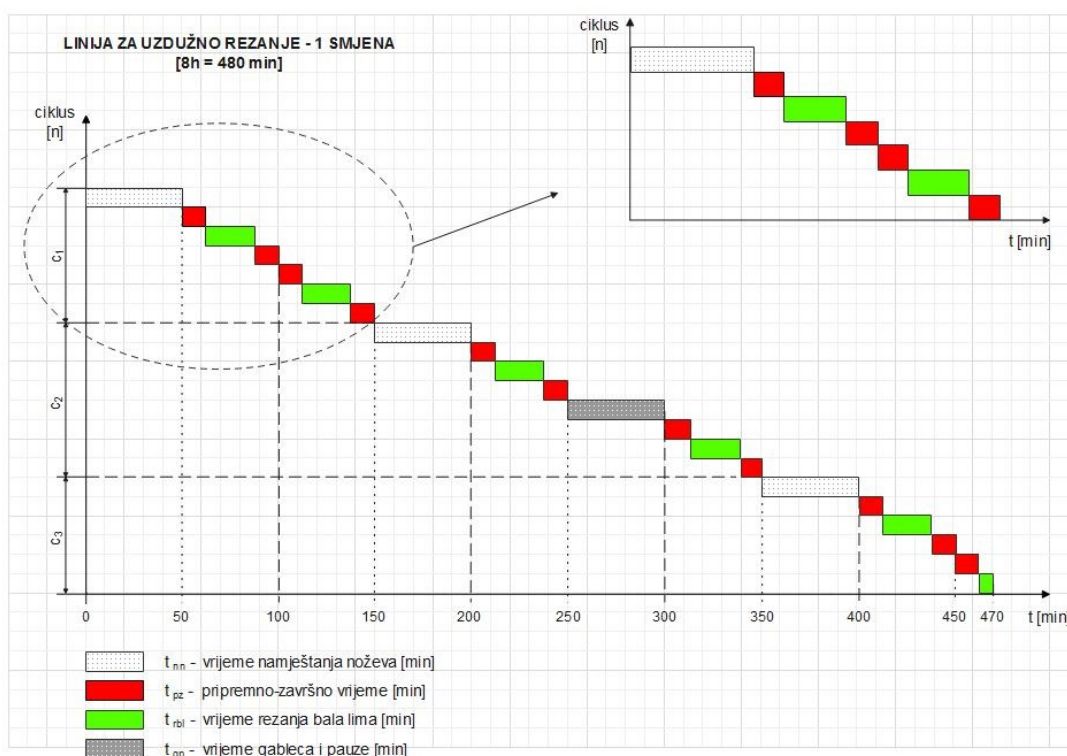 LINIJA ZA UZDUŽNO REZANJE - 1 SMJENA
[8h = 480 min]
ciklus
[n]
t [min]
ciklus
[n]
C1
C2
C3
0 50 100 150 200 250 300 350 400 450 470 t [min]
t nn - vrijeme namještanja noževa [min]
t pz - pripremno-završno vrijeme [min]
t rbl - vrijeme rezanja bala lima [min]
t gp - vrijeme gableca i pauze [min]